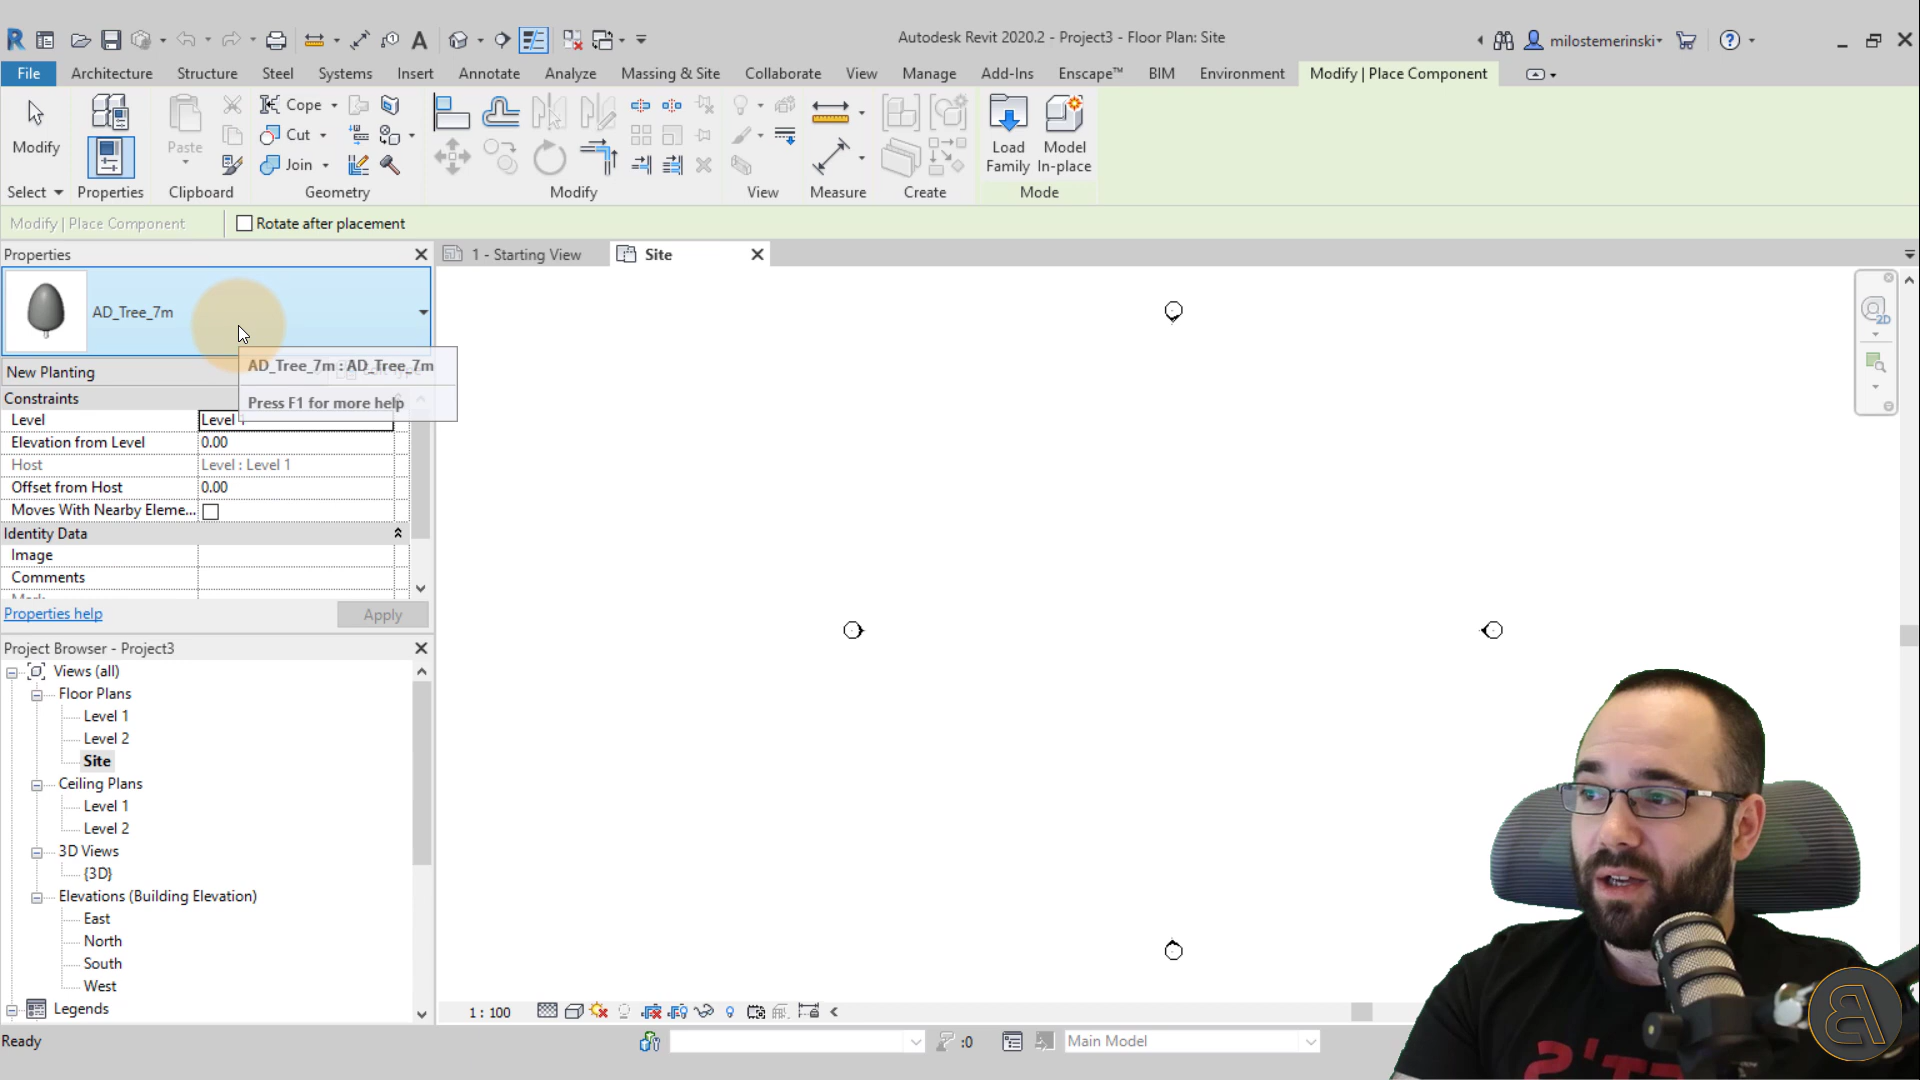 Autodesk Revit 2020.2 - Project3 - Floor Plan: Site
milostemerinski
File Architecture Structure Steel Systems Insert Annotate Analyze Massing & Site Collaborate View Manage Add-Ins Enscape™ BIM Environment Modify | Place Component
Modify
Paste
Cope
Cut
Join
Load Family
Model In-place
Select Properties Clipboard Geometry Modify View Measure Create Mode
Modify | Place Component
Rotate after placement
Properties
1 - Starting View
Site
2D
AD_Tree_7m
AD_Tree_7m : AD_Tree_7m
Press F1 for more help
New Planting
Constraints
Level Level 1
Elevation from Level 0.00
Host Level : Level 1
Offset from Host 0.00
Moves With Nearby Eleme...
Identity Data
Image
Comments
Properties help
Apply
Project Browser - Project3
Views (all)
Floor Plans
Level 1
Level 2
Site
Ceiling Plans
Level 1
Level 2
3D Views
{3D}
Elevations (Building Elevation)
East
North
South
West
Legends
1 : 100
Ready
:0
Main Model